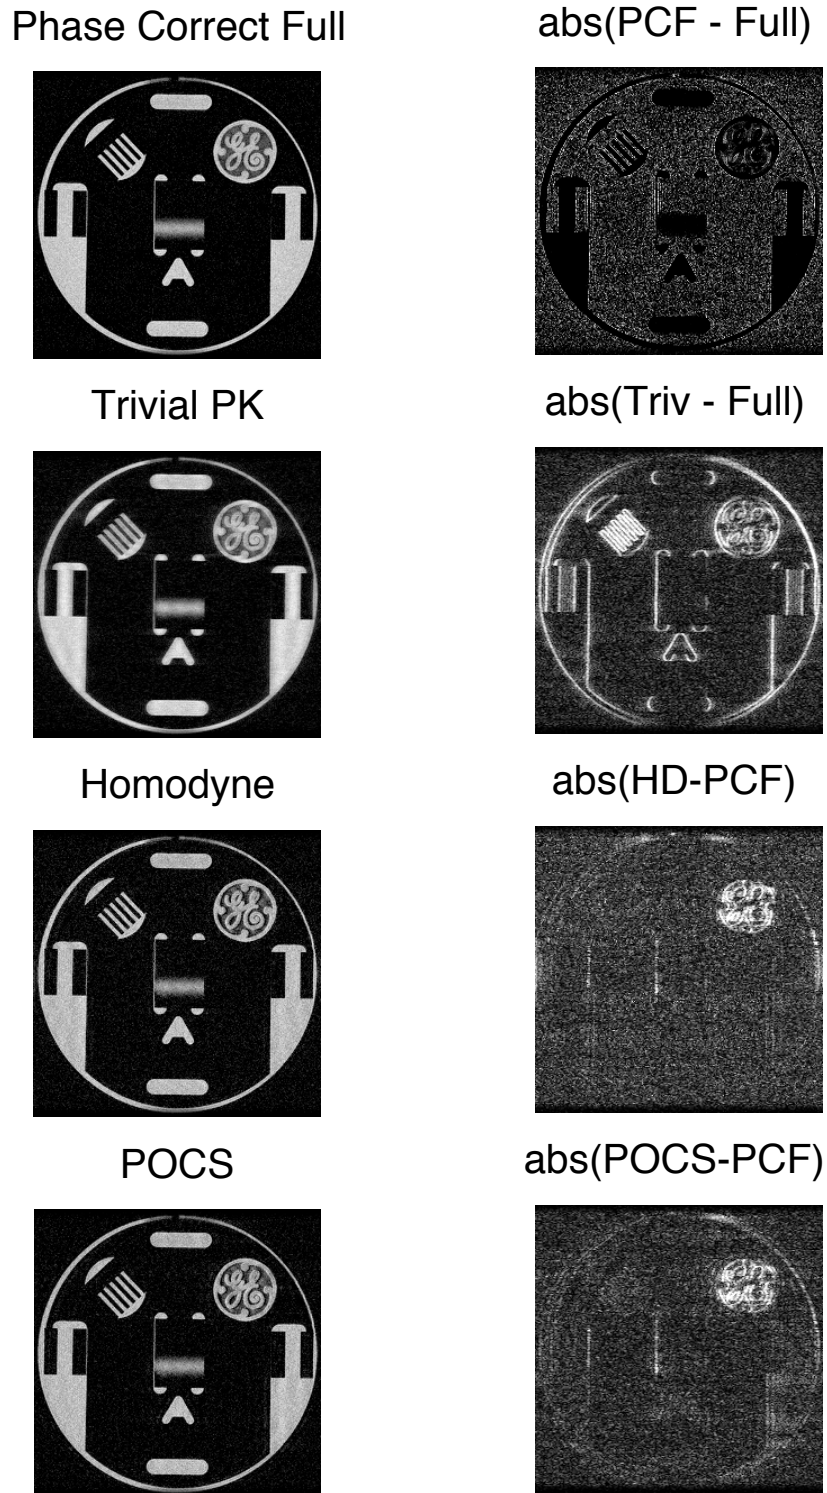 Phase Correct Full
abs(PCF - Full)
Trivial PK
abs(Triv - Full)
Homodyne
abs(HD-PCF)
POCS
abs(POCS-PCF)